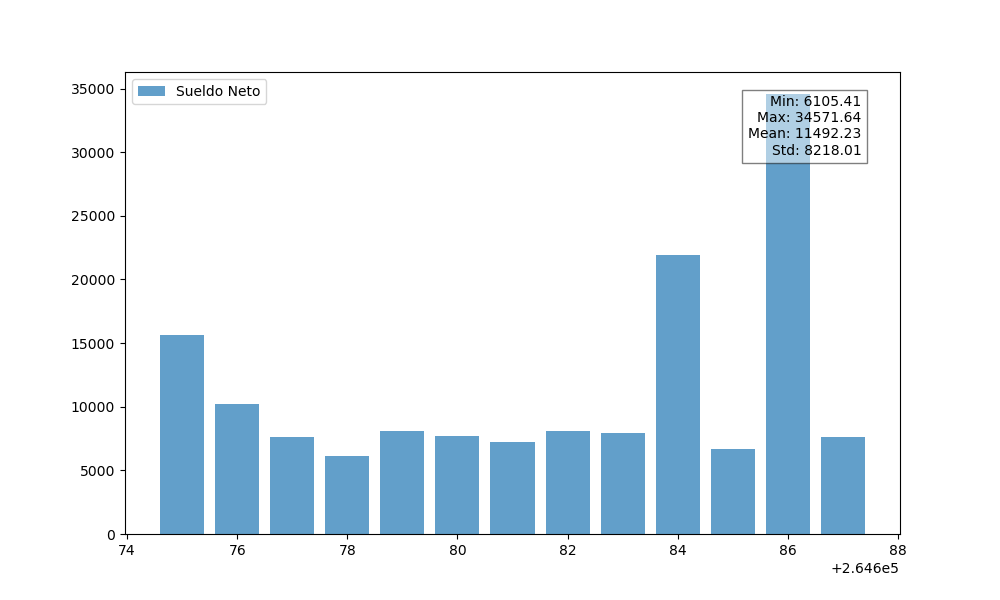 35000
30000
25000
20000
15000
10000
5000
0
Sueldo Neto
Min: 6105.41
Max: 34571.64
Mean: 11492.23
Std: 8218.01
74 76 78 80 82 84 86 88
+2.646e5